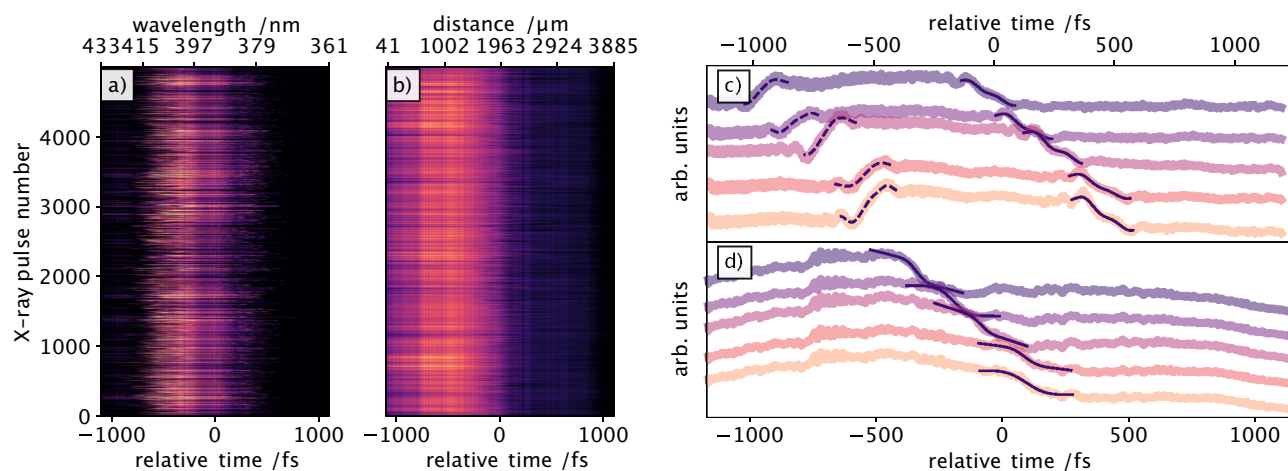 wavelength /nm
433 415 397 379 361
distance /µm
41 1002 1963 2924 3885
relative time /fs
−1000 −500 0 500 1000
a)
b)
c)
d)
X-ray pulse number
4000
3000
2000
1000
0
arb. units
arb. units
−1000 0 1000
relative time /fs
−1000 0 1000
relative time /fs
−1000 −500 0 500 1000
relative time /fs